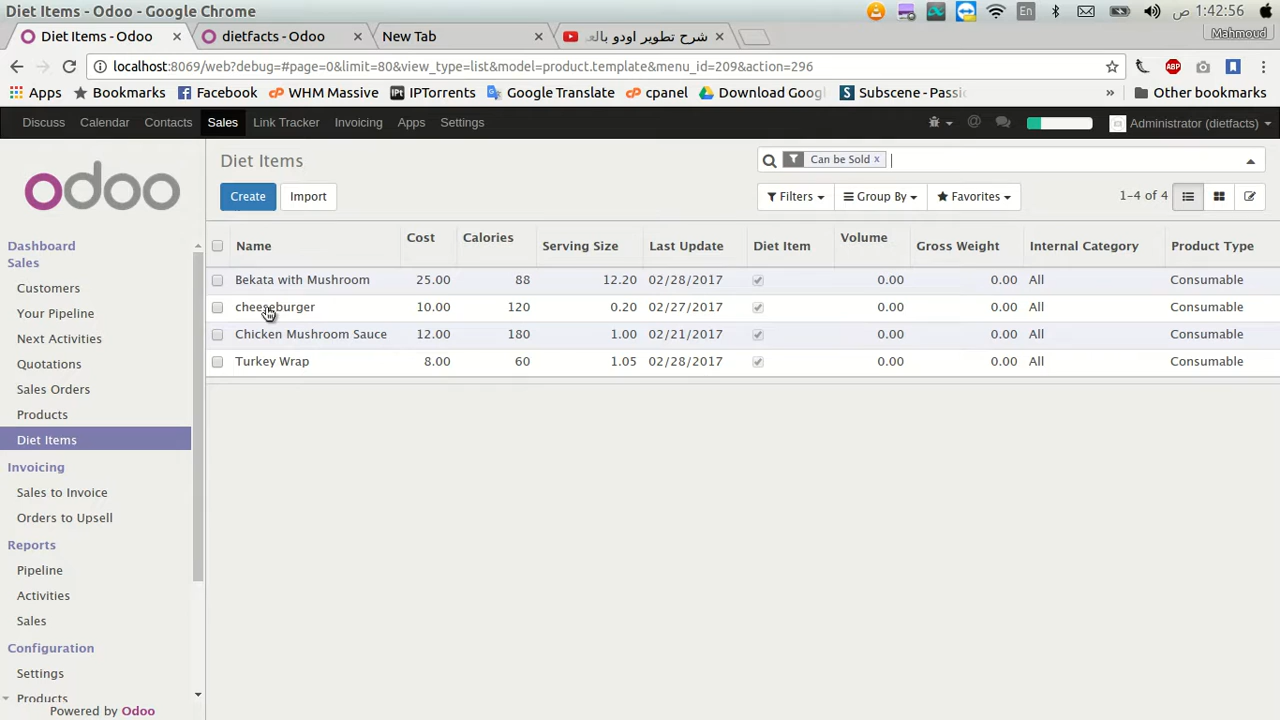 Diet Items - Odoo - Google Chrome
En
1:42:56 ص
Diet Items - Odoo
dietfacts - Odoo
New Tab
شرح تطوير اودو بالع
Mahmoud
localhost:8069/web?debug=#page=0&limit=80&view_type=list&model=product.template&menu_id=209&action=296
ABP
Apps
Bookmarks
Facebook
WHM Massive
IPTorrents
Google Translate
cpanel
Download Googl
Subscene - Passi
Other bookmarks
Discuss
Calendar
Contacts
Sales
Link Tracker
Invoicing
Apps
Settings
Administrator (dietfacts)
odoo
Diet Items
Can be Sold x
Create
Import
Filters
Group By
Favorites
1-4 of 4
Name Cost Calories Serving Size Last Update Diet Item Volume Gross Weight Internal Category Product Type
Bekata with Mushroom 25.00 88 12.20 02/28/2017 0.00 0.00 All Consumable
cheeseburger 10.00 120 0.20 02/27/2017 0.00 0.00 All Consumable
Chicken Mushroom Sauce 12.00 180 1.00 02/21/2017 0.00 0.00 All Consumable
Turkey Wrap 8.00 60 1.05 02/28/2017 0.00 0.00 All Consumable
Dashboard
Sales
Customers
Your Pipeline
Next Activities
Quotations
Sales Orders
Products
Diet Items
Invoicing
Sales to Invoice
Orders to Upsell
Reports
Pipeline
Activities
Sales
Configuration
Settings
Products
Powered by Odoo